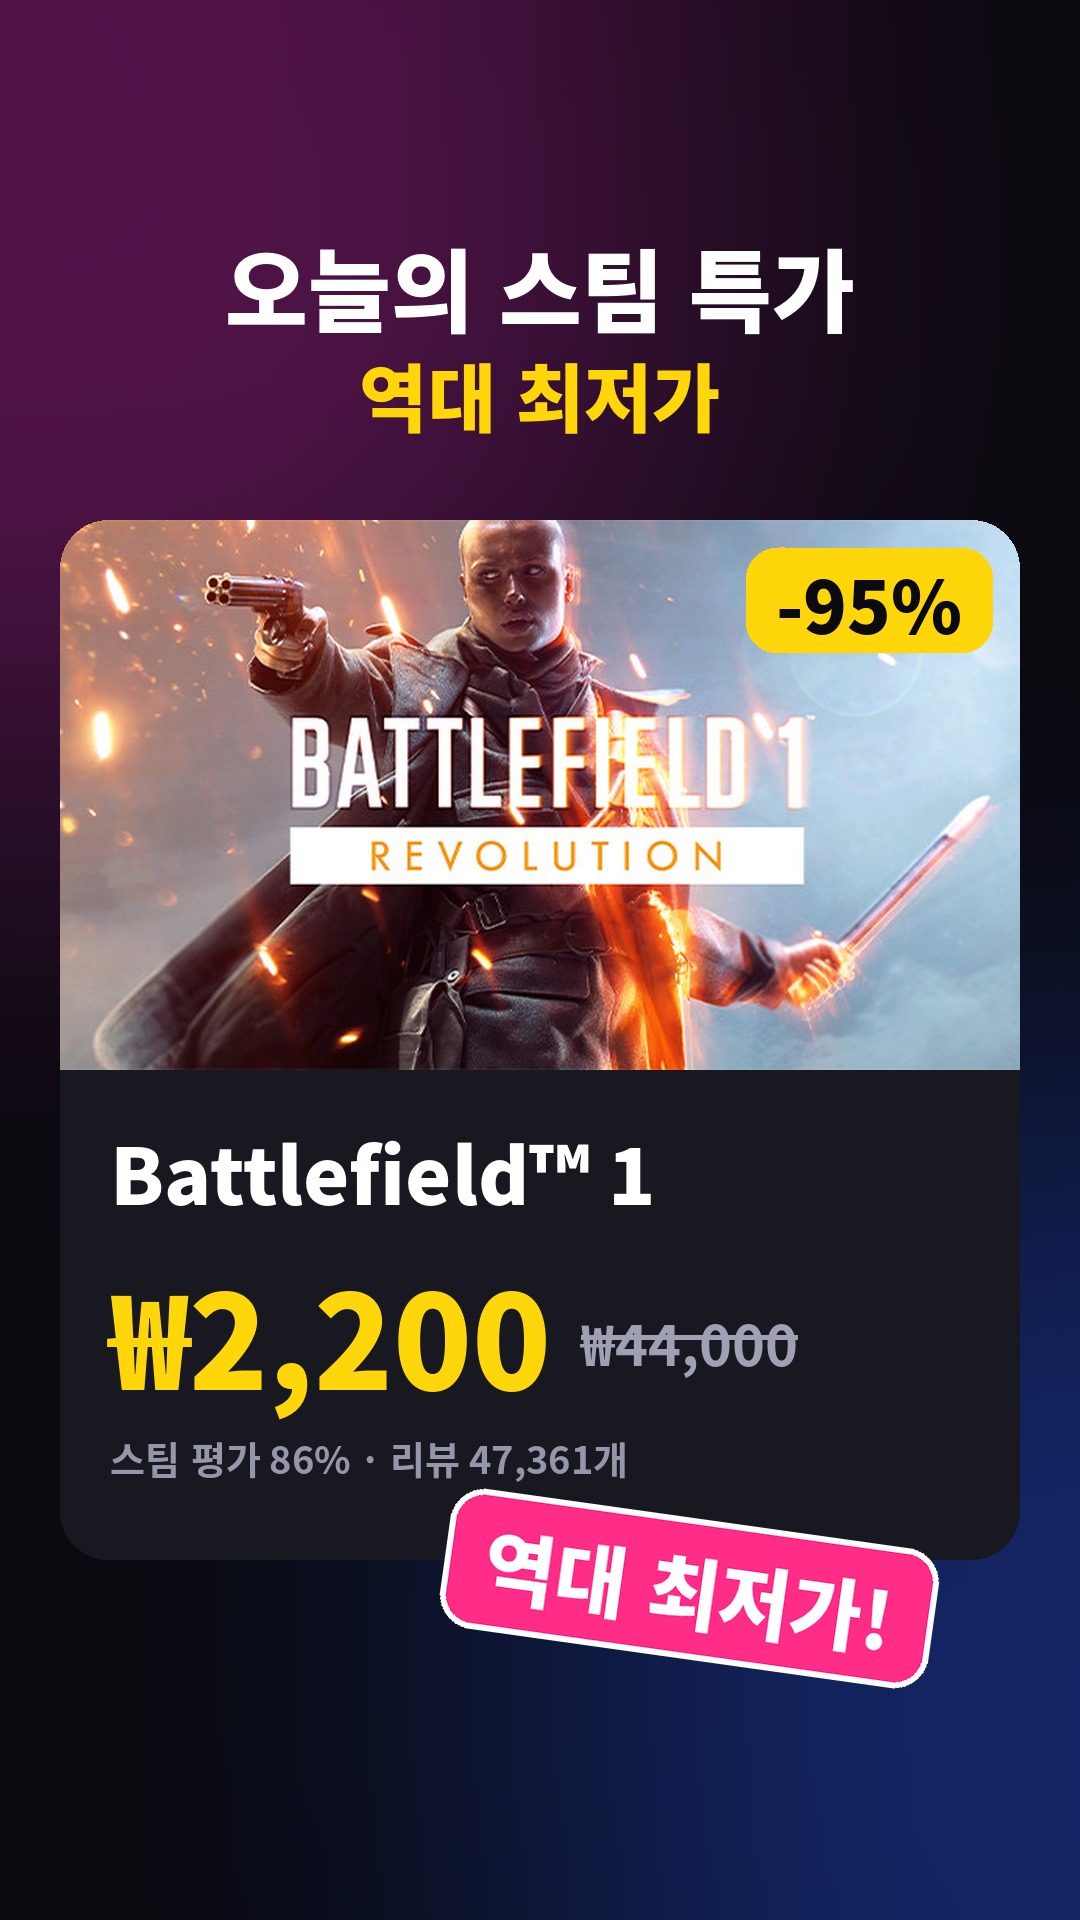 오늘의 스팀 특가
역대 최저가
-95%
BATTLEFIELD 1™
REVOLUTION
Battlefield™ 1
₩2,200 ₩44,000
스팀 평가 86% · 리뷰 47,361개
역대 최저가!